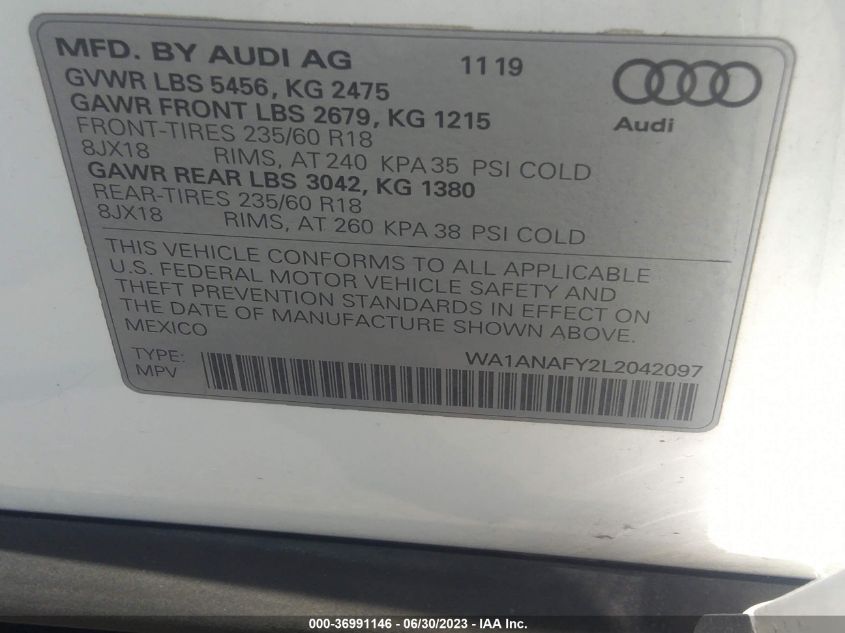 MFD. BY AUDI AG 11 19
GVWR LBS 5456, KG 2475
GAWR FRONT LBS 2679, KG 1215
Audi
FRONT-TIRES 235/60 R18
8JX18 RIMS, AT 240 KPA 35 PSI COLD
GAWR REAR LBS 3042, KG 1380
REAR-TIRES 235/60 R18
8JX18 RIMS, AT 260 KPA 38 PSI COLD
THIS VEHICLE CONFORMS TO ALL APPLICABLE
U.S. FEDERAL MOTOR VEHICLE SAFETY AND
THEFT PREVENTION STANDARDS IN EFFECT ON
THE DATE OF MANUFACTURE SHOWN ABOVE.
MEXICO
WA1ANAFY2L2042097
TYPE:
MPV
000-36991146 - 06/30/2023 - IAA Inc.